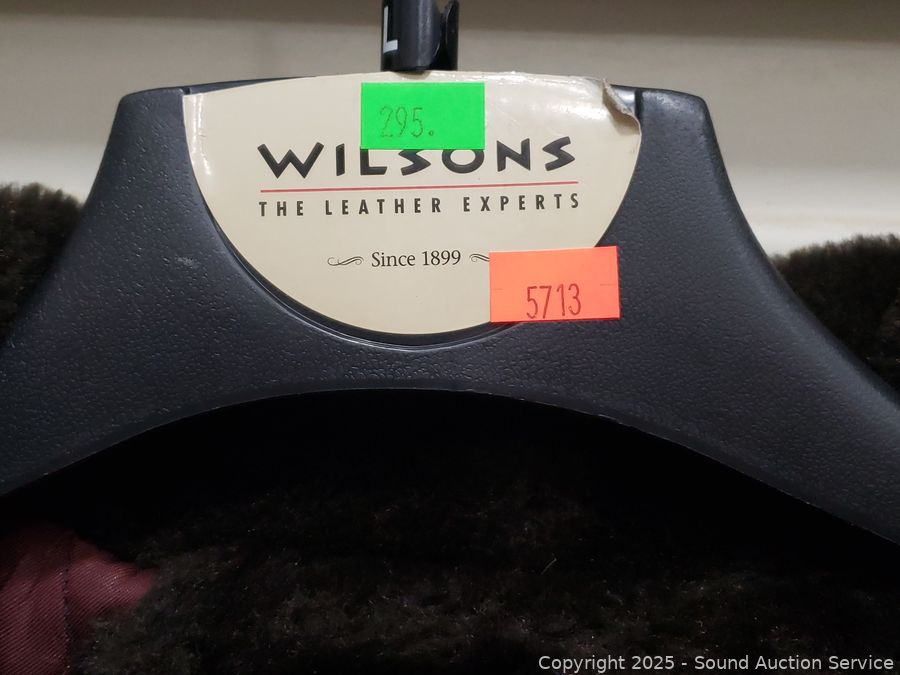 L
295.
WILSONS
THE LEATHER EXPERTS
Since 1899
5713
Copyright 2025 - Sound Auction Service